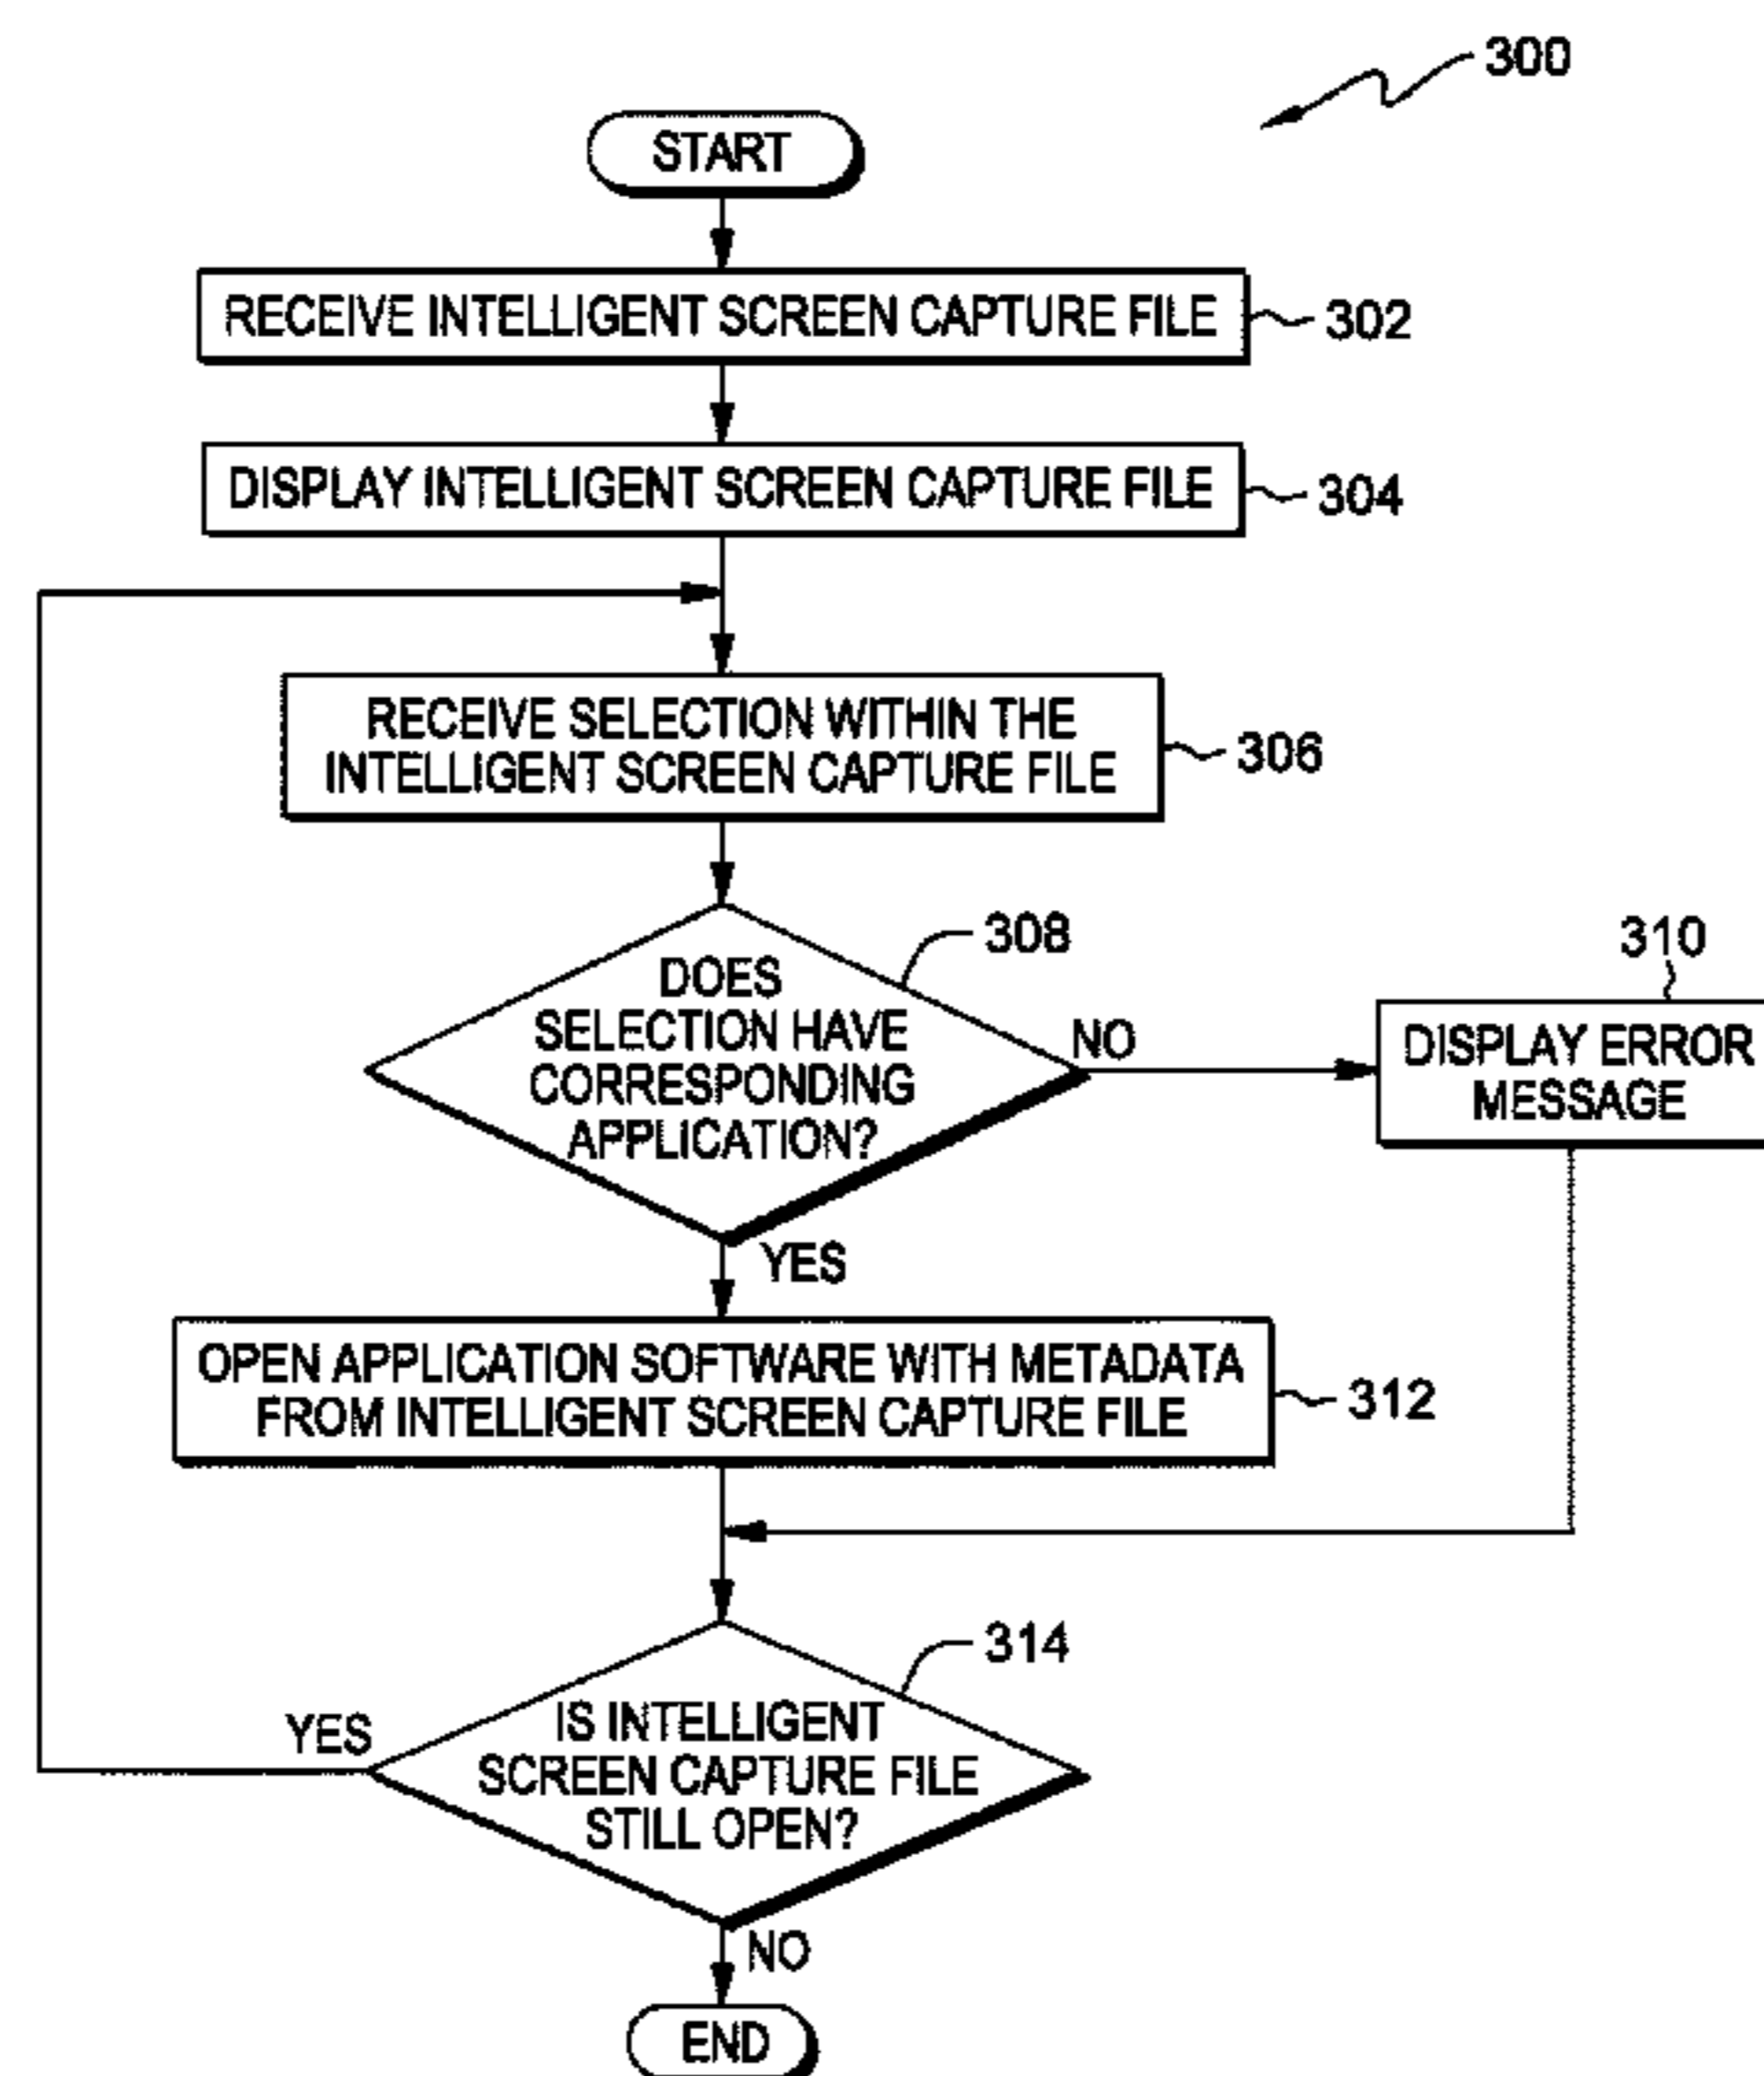 300
START
RECEIVE INTELLIGENT SCREEN CAPTURE FILE
302
DISPLAY INTELLIGENT SCREEN CAPTURE FILE
304
RECEIVE SELECTION WITHIN THE
INTELLIGENT SCREEN CAPTURE FILE
306
308
DOES
SELECTION HAVE
CORRESPONDING
APPLICATION?
NO
310
DISPLAY ERROR
MESSAGE
YES
OPEN APPLICATION SOFTWARE WITH METADATA
FROM INTELLIGENT SCREEN CAPTURE FILE
312
314
IS INTELLIGENT
SCREEN CAPTURE FILE
STILL OPEN?
YES
NO
END